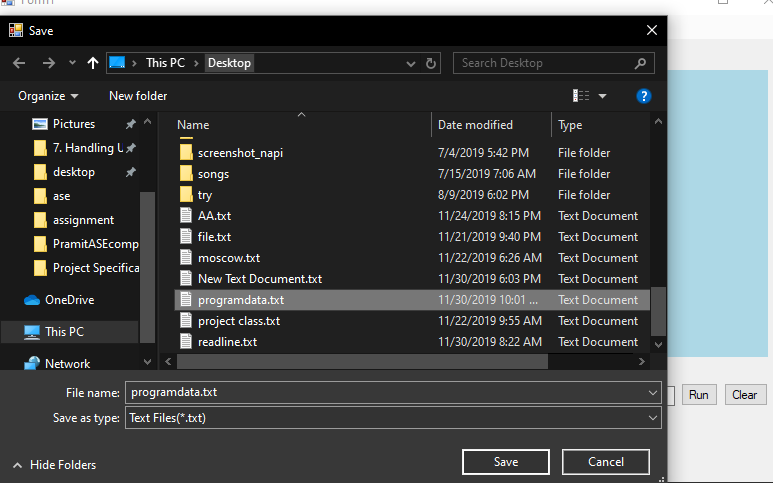 Form1
Save
This PC > Desktop
Search Desktop
Organize
New folder
?
Name Date modified Type
Pictures
7. Handling U
desktop
ase
assignment
PramitASEcomp
Project Specifica
OneDrive
This PC
Network
screenshot_napi 7/4/2019 5:42 PM File folder
songs 7/15/2019 7:06 AM File folder
try 8/9/2019 6:02 PM File folder
AA.txt 11/24/2019 8:15 PM Text Document
file.txt 11/21/2019 9:40 PM Text Document
moscow.txt 11/22/2019 6:26 AM Text Document
New Text Document.txt 11/30/2019 6:03 PM Text Document
programdata.txt 11/30/2019 10:01 ... Text Document
project class.txt 11/22/2019 9:55 AM Text Document
readline.txt 11/30/2019 8:22 AM Text Document
File name: programdata.txt
Save as type: Text Files(*.txt)
Hide Folders
Save
Cancel
Run
Clear